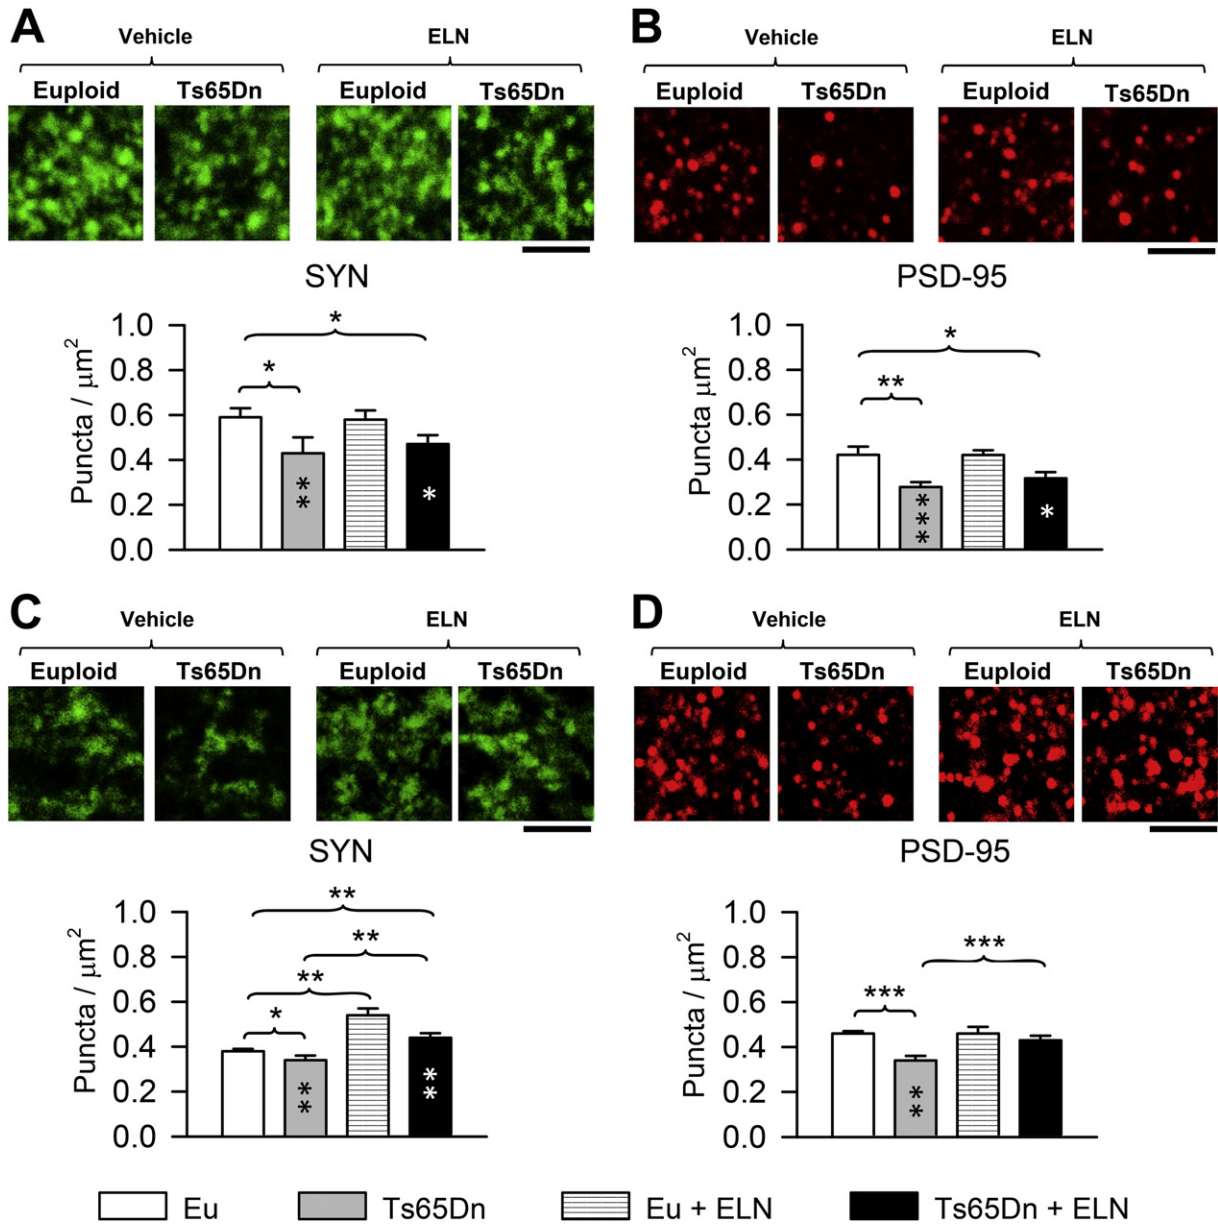 A
Vehicle
ELN
Euploid
Ts65Dn
Euploid
Ts65Dn
SYN
Puncta / μm²
1.0
0.8
0.6
0.4
0.2
0.0
*
*
**
*
B
Vehicle
ELN
Euploid
Ts65Dn
Euploid
Ts65Dn
PSD-95
Puncta μm²
1.0
0.8
0.6
0.4
0.2
0.0
*
**
***
*
C
Vehicle
ELN
Euploid
Ts65Dn
Euploid
Ts65Dn
SYN
Puncta / μm²
1.0
0.8
0.6
0.4
0.2
0.0
**
**
**
*
**
**
D
Vehicle
ELN
Euploid
Ts65Dn
Euploid
Ts65Dn
PSD-95
Puncta / μm²
1.0
0.8
0.6
0.4
0.2
0.0
***
***
**
Eu
Ts65Dn
Eu + ELN
Ts65Dn + ELN